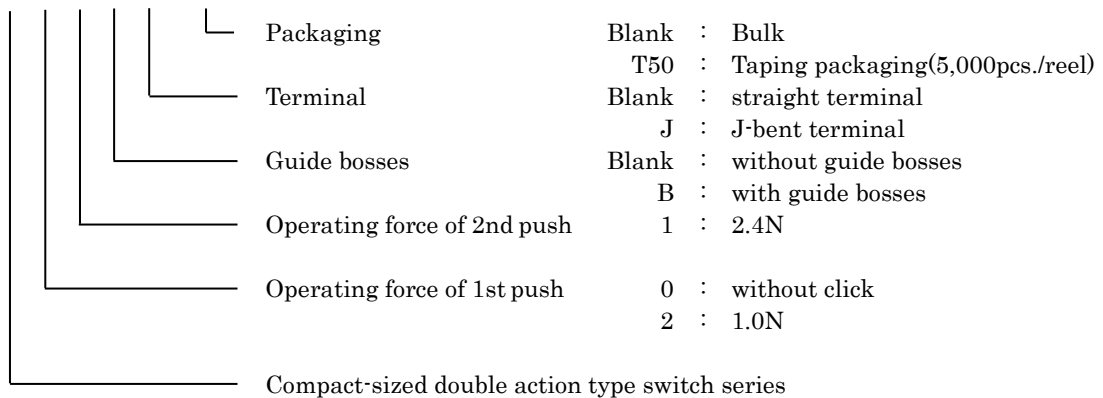 Packaging Blank : Bulk
T50 : Taping packaging(5,000pcs./reel)
Terminal Blank : straight terminal
J : J-bent terminal
Guide bosses Blank : without guide bosses
B : with guide bosses
Operating force of 2nd push 1 : 2.4N
Operating force of 1st push 0 : without click
2 : 1.0N
Compact-sized double action type switch series